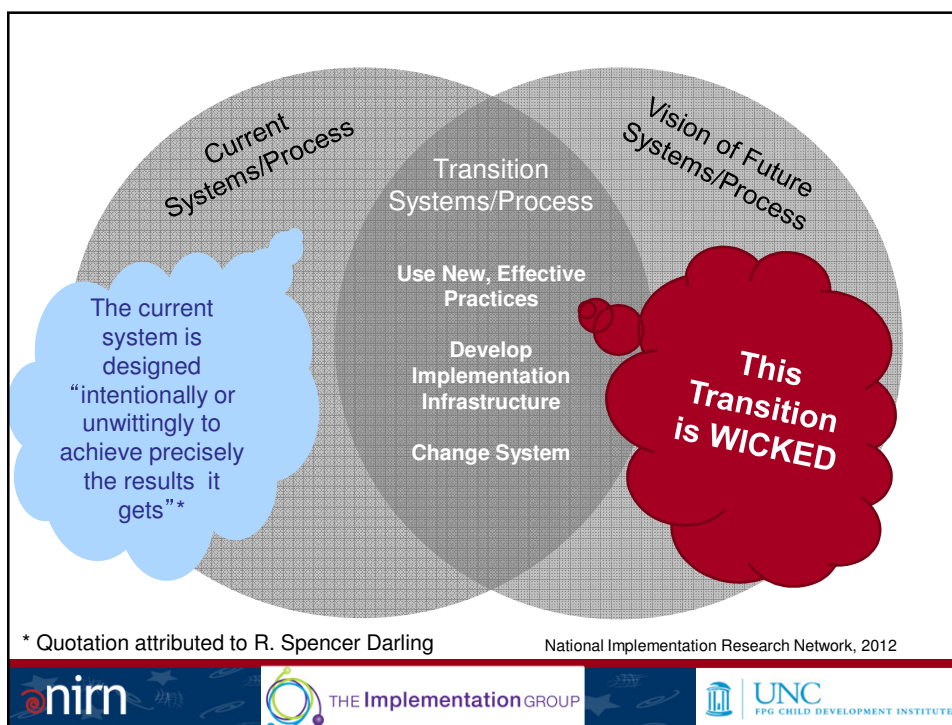 Current
Systems/Process
Transition
Systems/Process
Vision of Future
Systems/Process
Use New, Effective
Practices
Develop
Implementation
Infrastructure
Change System
The current
system is
designed
“intentionally or
unwittingly to
achieve precisely
the results it
gets”*
This
Transition
is WICKED
* Quotation attributed to R. Spencer Darling
National Implementation Research Network, 2012
nirn
THE Implementation GROUP
UNC
FPG CHILD DEVELOPMENT INSTITUTE